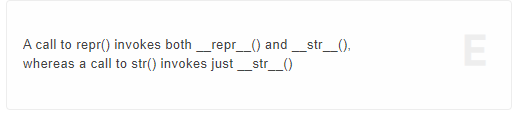 A call to repr() invokes both __repr__() and __str__(),
whereas a call to str() invokes just __str__()
E